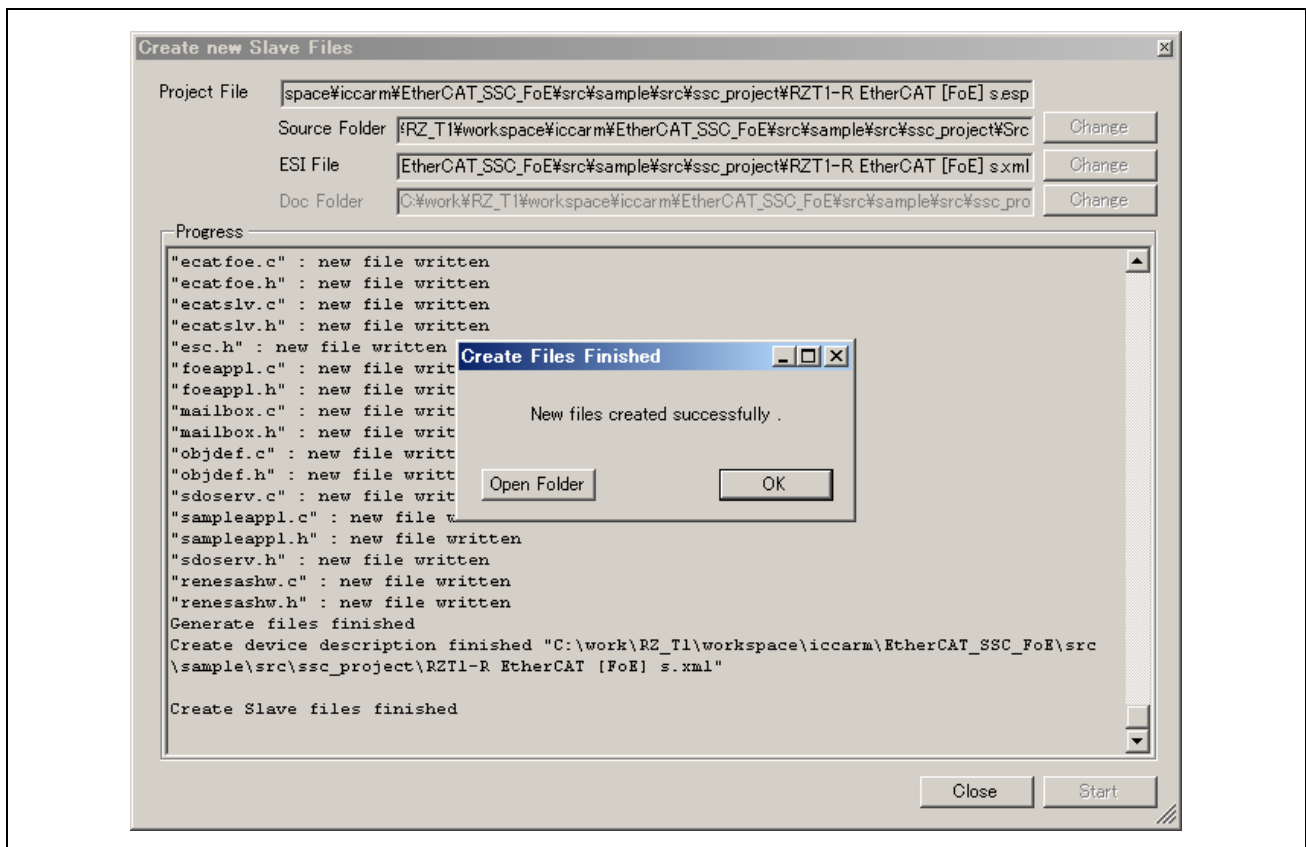 Create new Slave Files
Project File space¥iccarm¥EtherCAT_SSC_FoE¥src¥sample¥src¥ssc_project¥RZT1-R EtherCAT [FoE] s.esp
Source Folder ¥RZ_T1¥workspace¥iccarm¥EtherCAT_SSC_FoE¥src¥sample¥src¥ssc_project¥Src Change
ESI File EtherCAT_SSC_FoE¥src¥sample¥src¥ssc_project¥RZT1-R EtherCAT [FoE] s.xml Change
Doc Folder C:¥work¥RZ_T1¥workspace¥iccarm¥EtherCAT_SSC_FoE¥src¥sample¥src¥ssc_pro Change
Progress
"ecatfoe.c" : new file written
"ecatfoe.h" : new file written
"ecatslv.c" : new file written
"ecatslv.h" : new file written
"esc.h" : new file written
"foeappl.c" : new file writ
"foeappl.h" : new file writ
"mailbox.c" : new file writ
"mailbox.h" : new file writ
"objdef.c" : new file writt
"objdef.h" : new file writt
"sdoserv.c" : new file writ
"sampleappl.c" : new file
"sampleappl.h" : new file written
"sdoserv.h" : new file written
"renesashw.c" : new file written
"renesashw.h" : new file written
Generate files finished
Create device description finished "C:\work\RZ_T1\workspace\iccarm\EtherCAT_SSC_FoE\src
\sample\src\ssc_project\RZT1-R EtherCAT [FoE] s.xml"
Create Slave files finished
Create Files Finished
New files created successfully .
Open Folder OK
Close Start